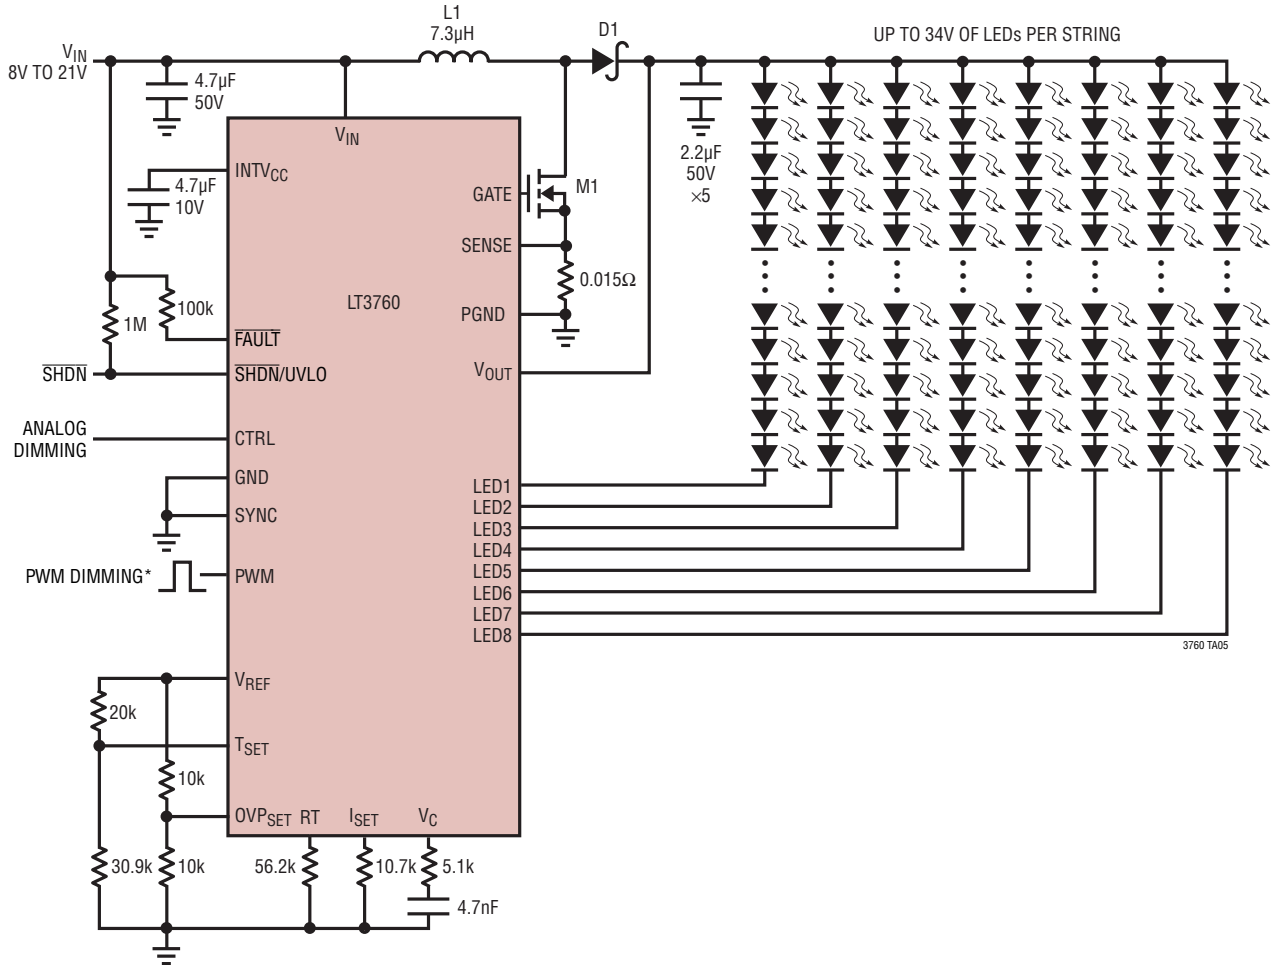 L1
7.3µH
D1
UP TO 34V OF LEDs PER STRING
VIN
8V TO 21V
4.7µF
50V
VIN
2.2µF
50V
×5
INTVCC
4.7µF
10V
GATE
M1
SENSE
0.015Ω
LT3760
PGND
100k
1M
FAULT
SHDN
SHDN/UVLO
VOUT
ANALOG
DIMMING
CTRL
GND
SYNC
LED1
LED2
LED3
LED4
LED5
LED6
LED7
LED8
PWM DIMMING*
PWM
3760 TA05
VREF
20k
TSET
10k
OVPSET
RT
ISET
VC
30.9k
10k
56.2k
10.7k
5.1k
4.7nF